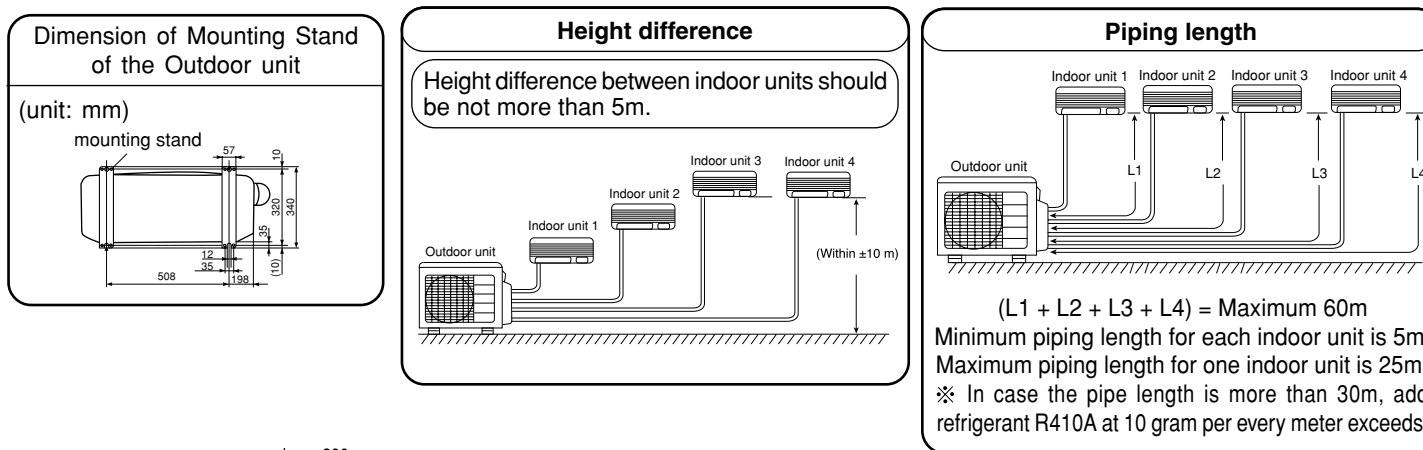 Dimension of Mounting Stand
of the Outdoor unit
(unit: mm)
mounting stand
57
10
320
340
35
12
35
(10)
508
198
Height difference
Height difference between indoor units should
be not more than 5m.
Indoor unit 3
Indoor unit 4
Indoor unit 2
Indoor unit 1
Outdoor unit
(Within ±10 m)
Piping length
Indoor unit 1
Indoor unit 2
Indoor unit 3
Indoor unit 4
Outdoor unit
L1
L2
L3
L4
(L1 + L2 + L3 + L4) = Maximum 60m
Minimum piping length for each indoor unit is 5m
Maximum piping length for one indoor unit is 25m
※ In case the pipe length is more than 30m, add
refrigerant R410A at 10 gram per every meter exceeds